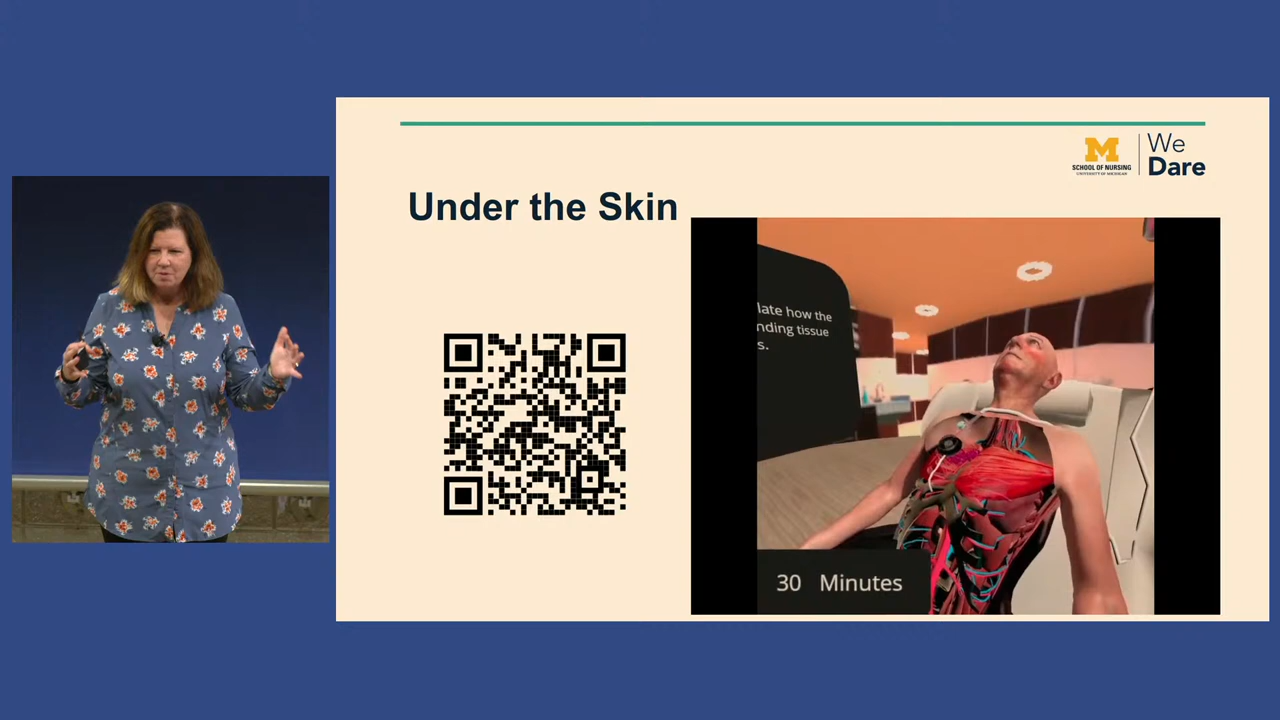 We
Dare
SCHOOL OF NURSING
UNIVERSITY OF MICHIGAN
Under the Skin
late how the
nding tissue
s.
30 Minutes